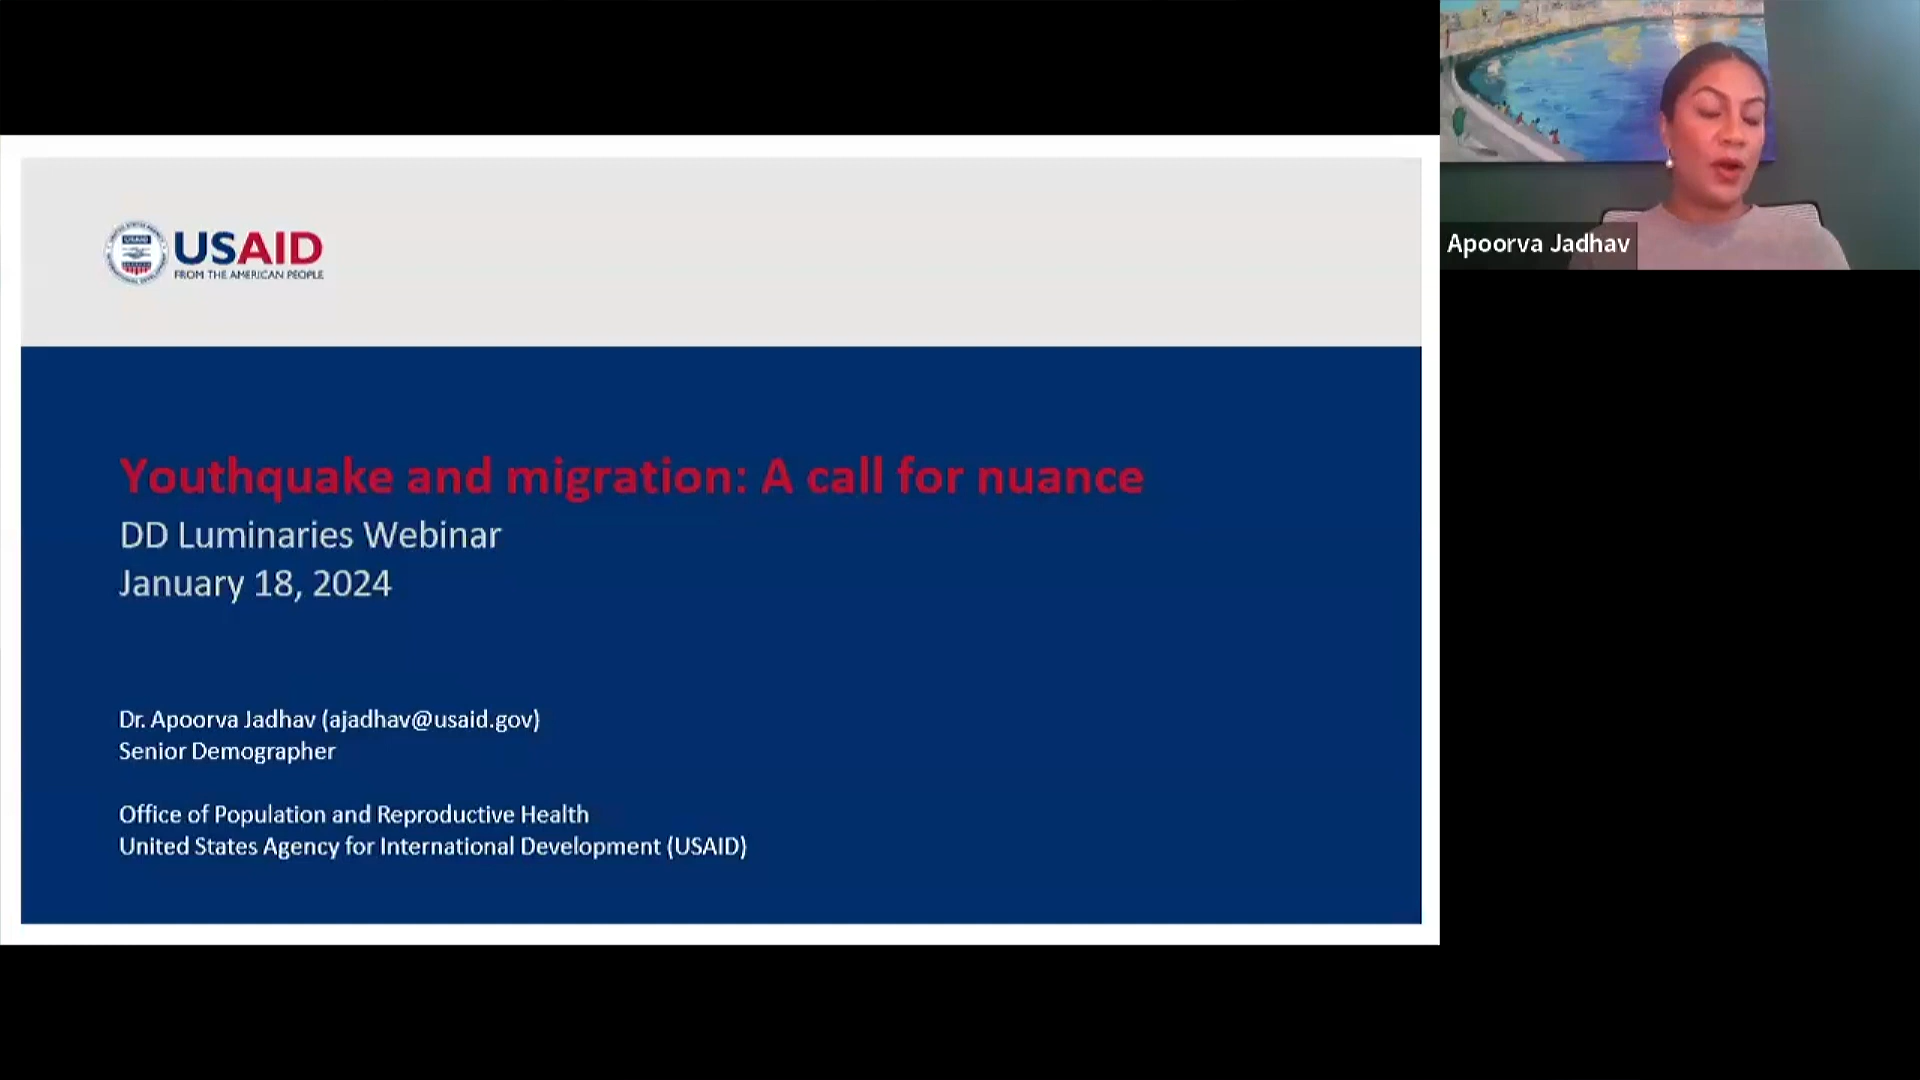 USAID
FROM THE AMERICAN PEOPLE
Youthquake and migration: A call for nuance
DD Luminaries Webinar
January 18, 2024
Dr. Apoorva Jadhav (ajadhav@usaid.gov)
Senior Demographer
Office of Population and Reproductive Health
United States Agency for International Development (USAID)
Apoorva Jadhav